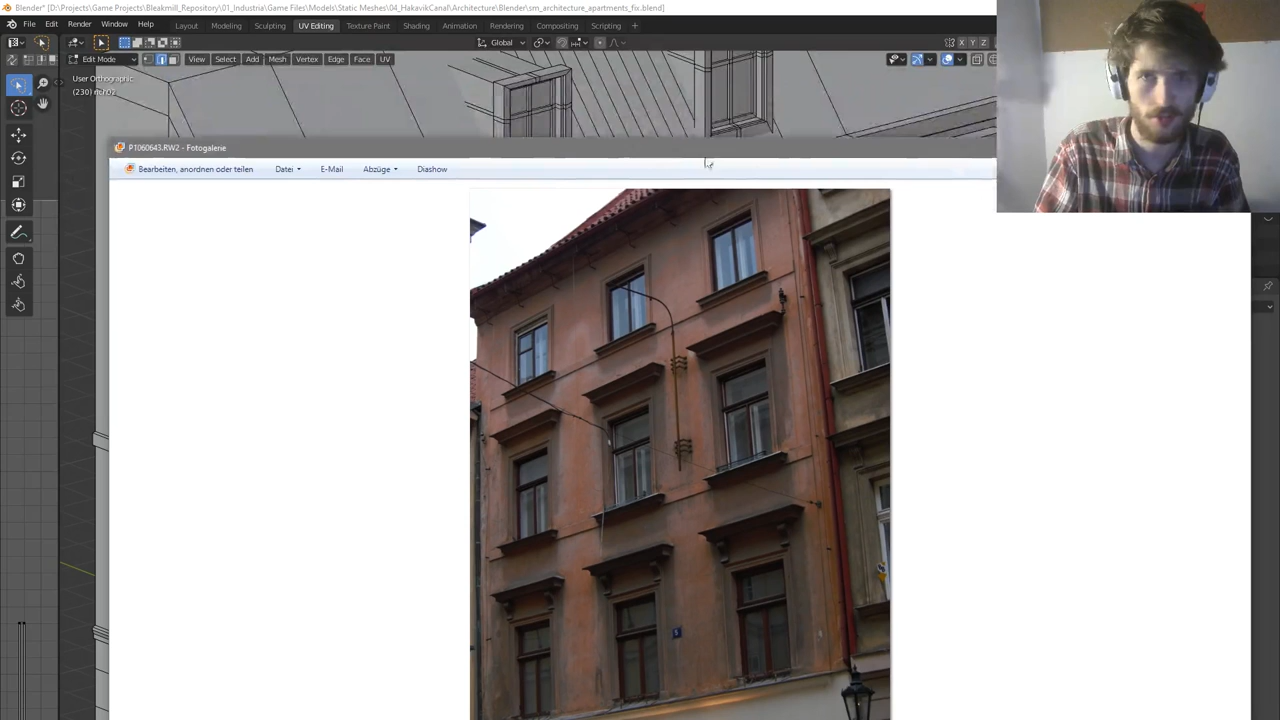 Blender* [D:\Projects\Game Projects\Bleakmill_Repository\01_Industria\Game Files\Models\Static Meshes\04_HakavikCanal\Architecture\Blender\sm_architecture_apartments_fix.blend]
File Edit Render Window Help Layout Modeling Sculpting UV Editing Texture Paint Shading Animation Rendering Compositing Scripting +
Global X Y Z
Edit Mode View Select Add Mesh Vertex Edge Face UV
User Orthographic
P1060643.RW2 - Fotogalerie
Bearbeiten, anordnen oder teilen Datei E-Mail Abzüge Diashow